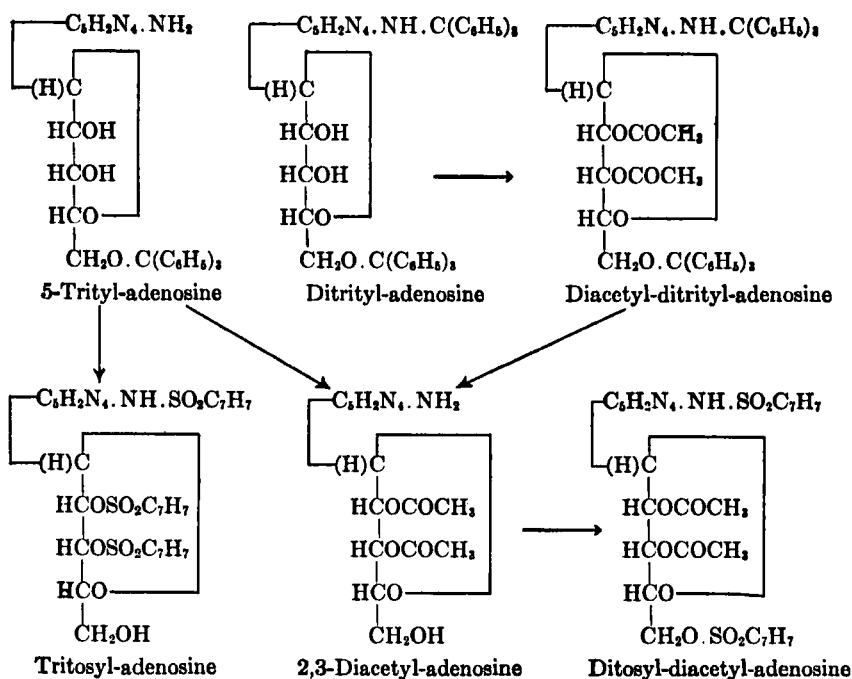 C₅H₂N₄.NH₂
(H)C
HCOH
HCOH
HCO
CH₂O.C(C₆H₅)₃
5-Trityl-adenosine
C₅H₂N₄.NH.C(C₆H₅)₃
(H)C
HCOH
HCOH
HCO
CH₂O.C(C₆H₅)₃
Ditrityl-adenosine
C₅H₂N₄.NH.C(C₆H₅)₃
(H)C
HCOCOCH₃
HCOCOCH₃
HCO
CH₂O.C(C₆H₅)₃
Diacetyl-ditrityl-adenosine
C₅H₂N₄.NH.SO₂C₇H₇
(H)C
HCOSO₂C₇H₇
HCOSO₂C₇H₇
HCO
CH₂OH
Tritosyl-adenosine
C₅H₂N₄.NH₂
(H)C
HCOCOCH₃
HCOCOCH₃
HCO
CH₂OH
2,3-Diacetyl-adenosine
C₅H₂N₄.NH.SO₂C₇H₇
(H)C
HCOCOCH₃
HCOCOCH₃
HCO
CH₂O.SO₂C₇H₇
Ditosyl-diacetyl-adenosine